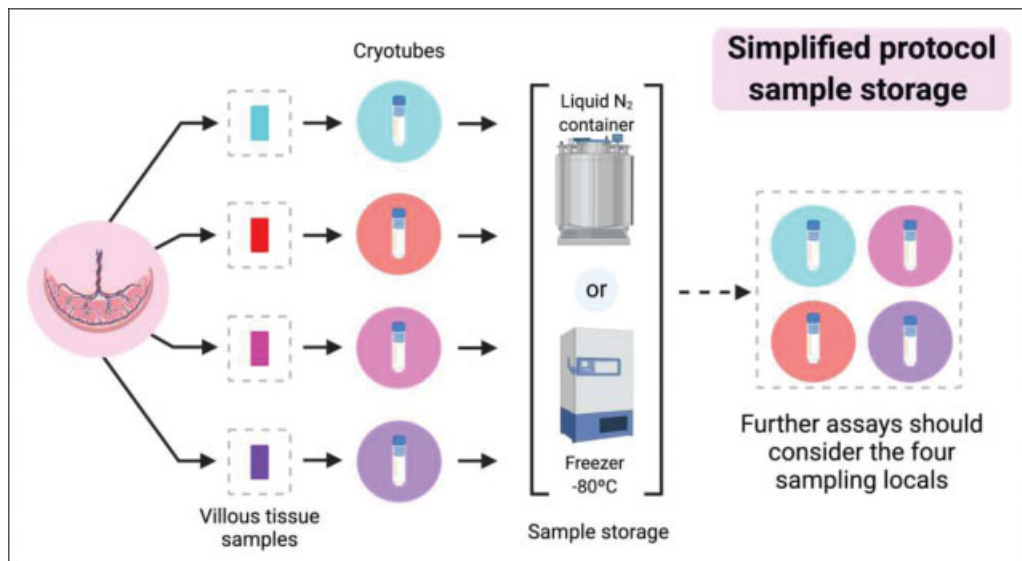 Simplified protocol
sample storage
Cryotubes
Liquid N₂
container
or
Freezer
-80ºC
Villous tissue
samples
Sample storage
Further assays should
consider the four
sampling locals